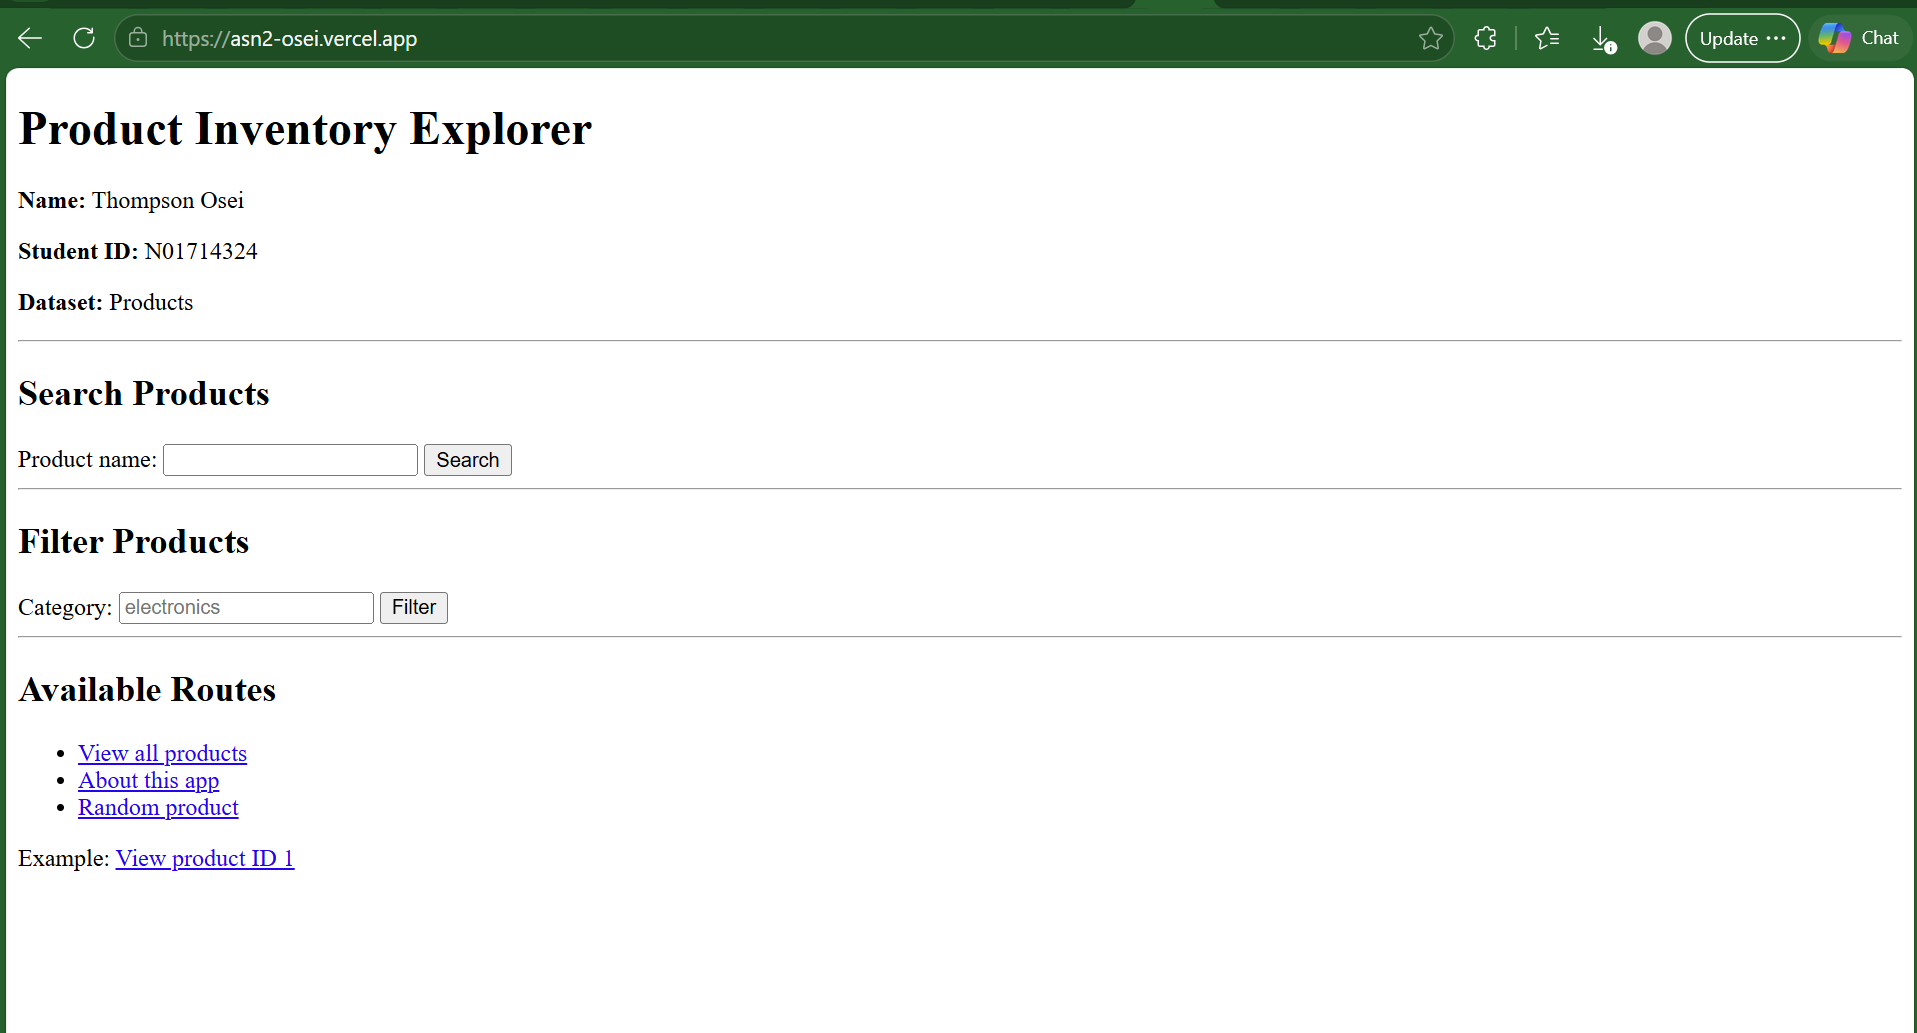 https://asn2-osei.vercel.app
Update
Chat
Product Inventory Explorer
Name: Thompson Osei
Student ID: N01714324
Dataset: Products
Search Products
Product name: Search
Filter Products
Category: electronics Filter
Available Routes
• View all products
• About this app
• Random product
Example: View product ID 1